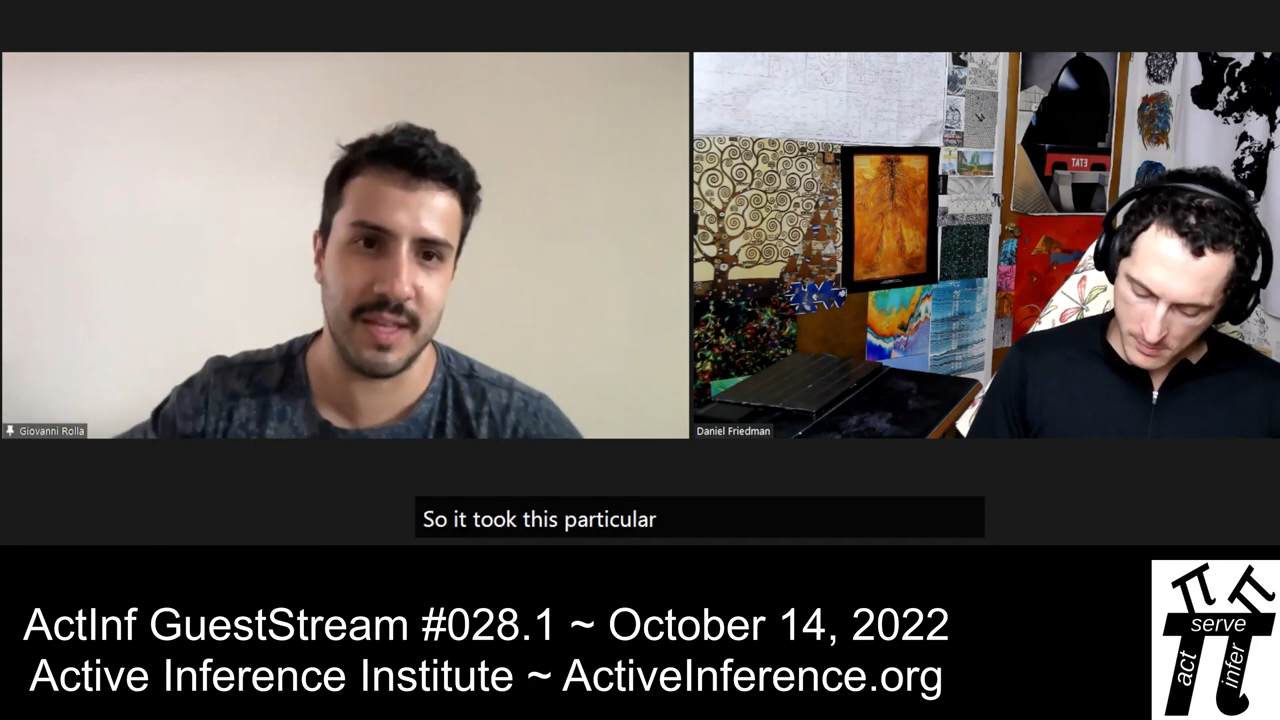 TATE
Giovanni Rolla
Daniel Friedman
So it took this particular
ActInf GuestStream #028.1 ~ October 14, 2022
Active Inference Institute ~ ActiveInference.org
serve
act
infer